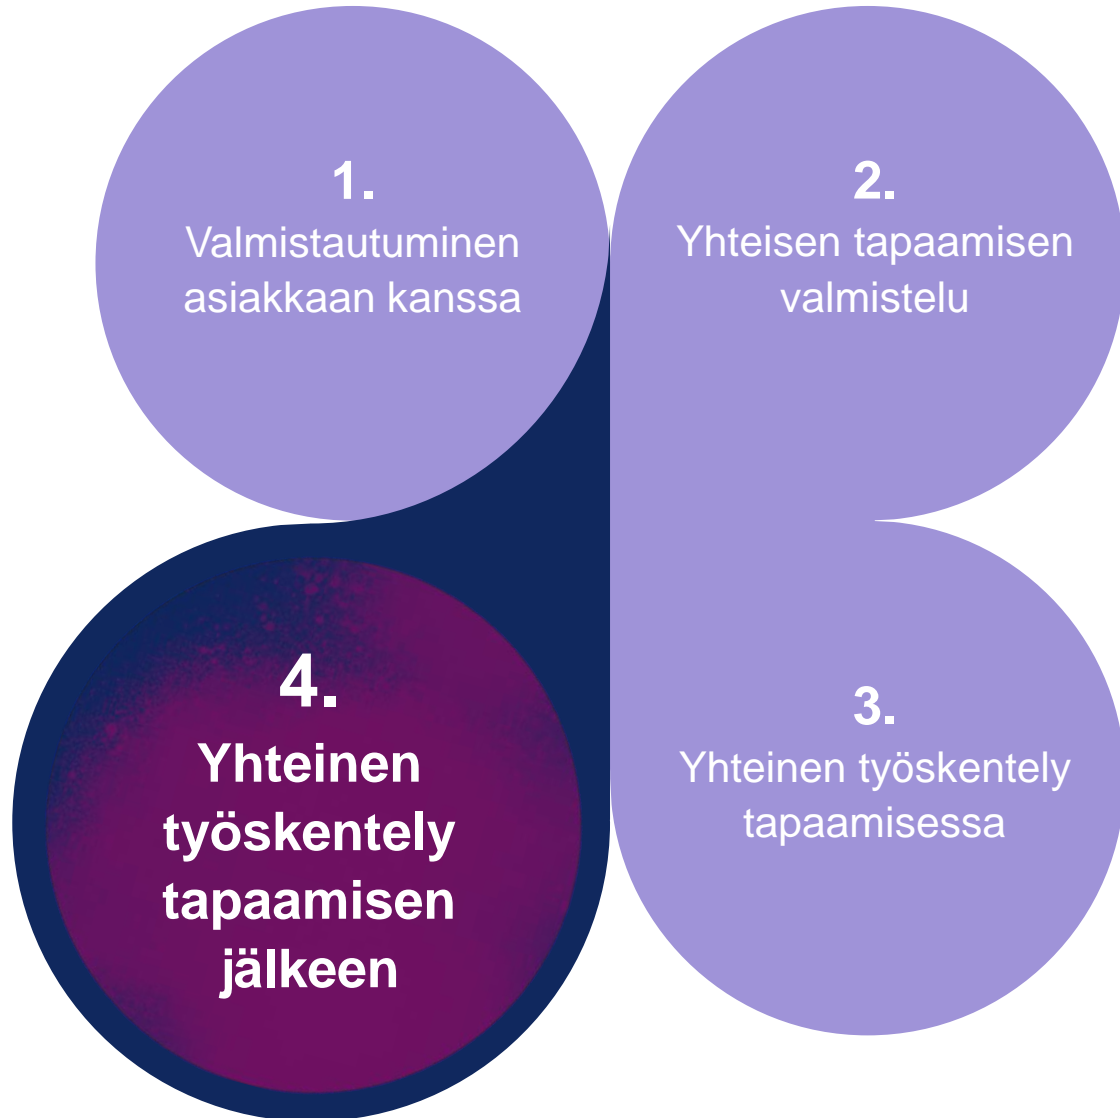 1.
Valmistautuminen
asiakkaan kanssa
2.
Yhteisen tapaamisen
valmistelu
3.
Yhteinen työskentely
tapaamisessa
4.
Yhteinen
työskentely
tapaamisen
jälkeen